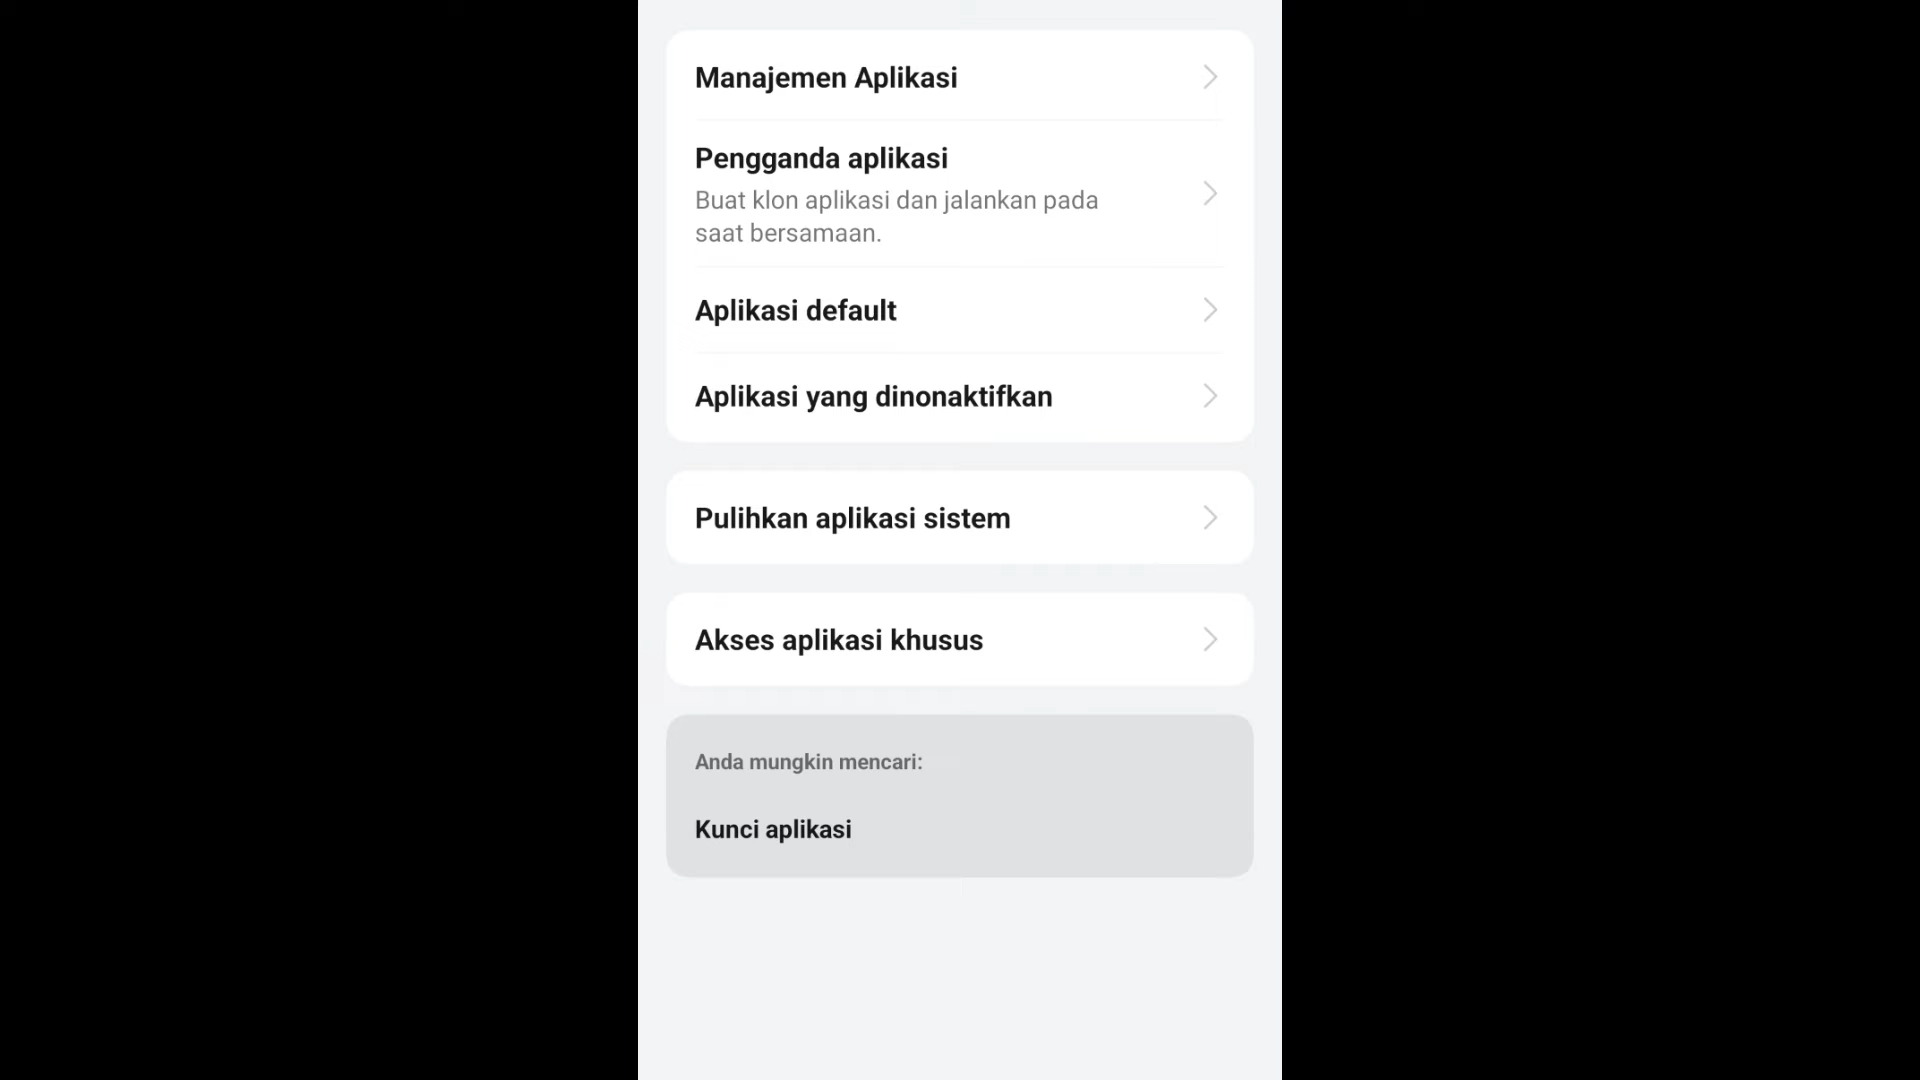 Manajemen Aplikasi
Pengganda aplikasi
Buat klon aplikasi dan jalankan pada
saat bersamaan.
Aplikasi default
Aplikasi yang dinonaktifkan
Pulihkan aplikasi sistem
Akses aplikasi khusus
Anda mungkin mencari:
Kunci aplikasi